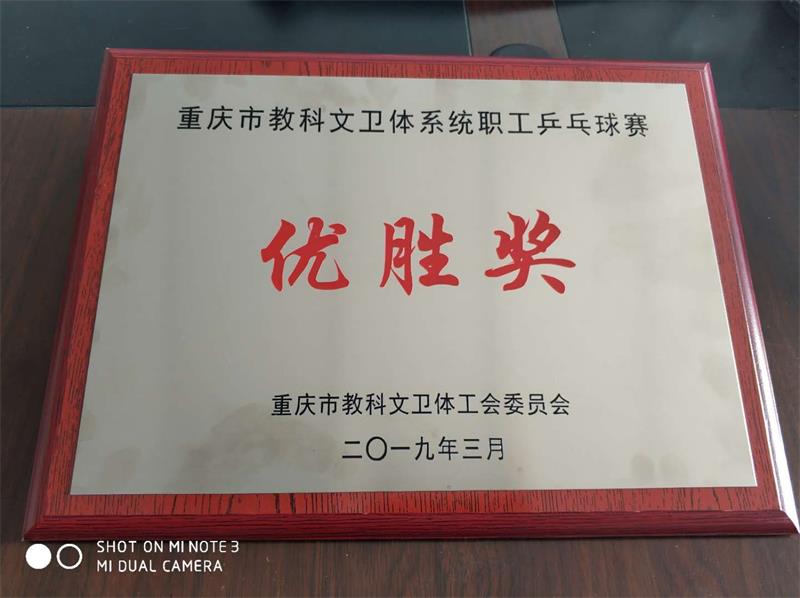 重庆市教科文卫体系统职工乒乓球赛
优胜奖
重庆市教科文卫体工会委员会
二〇一九年三月
SHOT ON MI NOTE 3
MI DUAL CAMERA